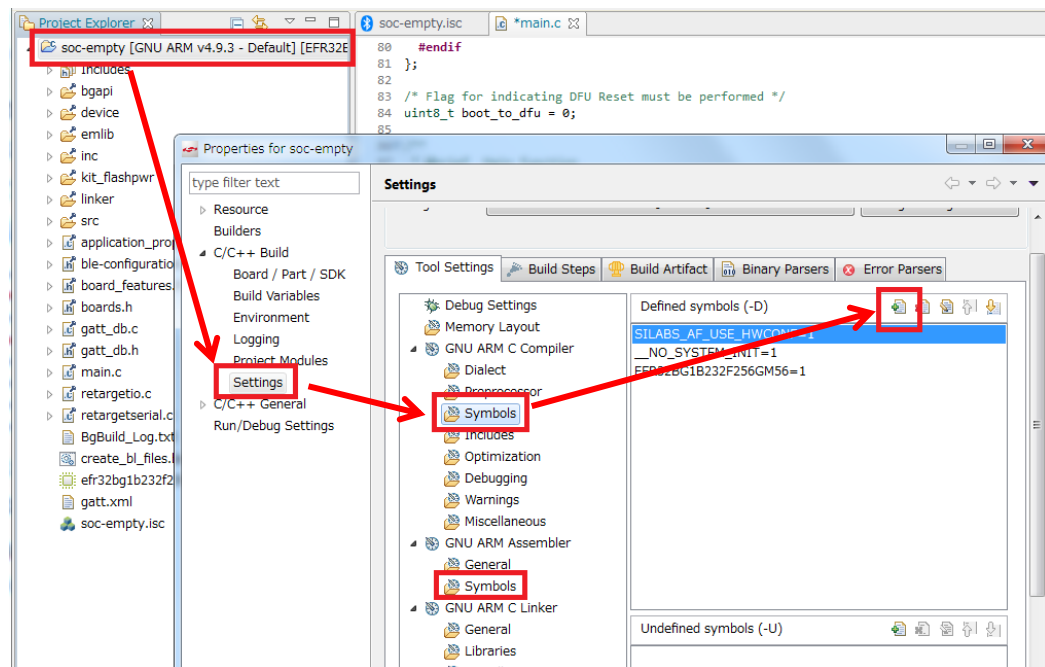 Project Explorer
soc-empty [GNU ARM v4.9.3 - Default] [EFR32B
Includes
bgapi
device
emlib
inc
kit_flashpwr
linker
src
application_prop
ble-configuratio
board_features.
boards.h
gatt_db.c
gatt_db.h
main.c
retargetio.c
retargetserial.c
BgBuild_Log.txt
create_bl_files.
efr32bg1b232f2
gatt.xml
soc-empty.isc
soc-empty.isc
*main.c
80 #endif
81 };
82
83 /* Flag for indicating DFU Reset must be performed */
84 uint8_t boot_to_dfu = 0;
85
Properties for soc-empty
type filter text
Resource
Builders
C/C++ Build
Board / Part / SDK
Build Variables
Environment
Logging
Project Modules
Settings
C/C++ General
Run/Debug Settings
Settings
Tool Settings
Build Steps
Build Artifact
Binary Parsers
Error Parsers
Debug Settings
Memory Layout
GNU ARM C Compiler
Dialect
Preprocessor
Symbols
Includes
Optimization
Debugging
Warnings
Miscellaneous
GNU ARM Assembler
General
Symbols
GNU ARM C Linker
General
Libraries
Defined symbols (-D)
SILABS_AF_USE_HWCONF=1
__NO_SYSTEM_INIT=1
EFR32BG1B232F256GM56=1
Undefined symbols (-U)